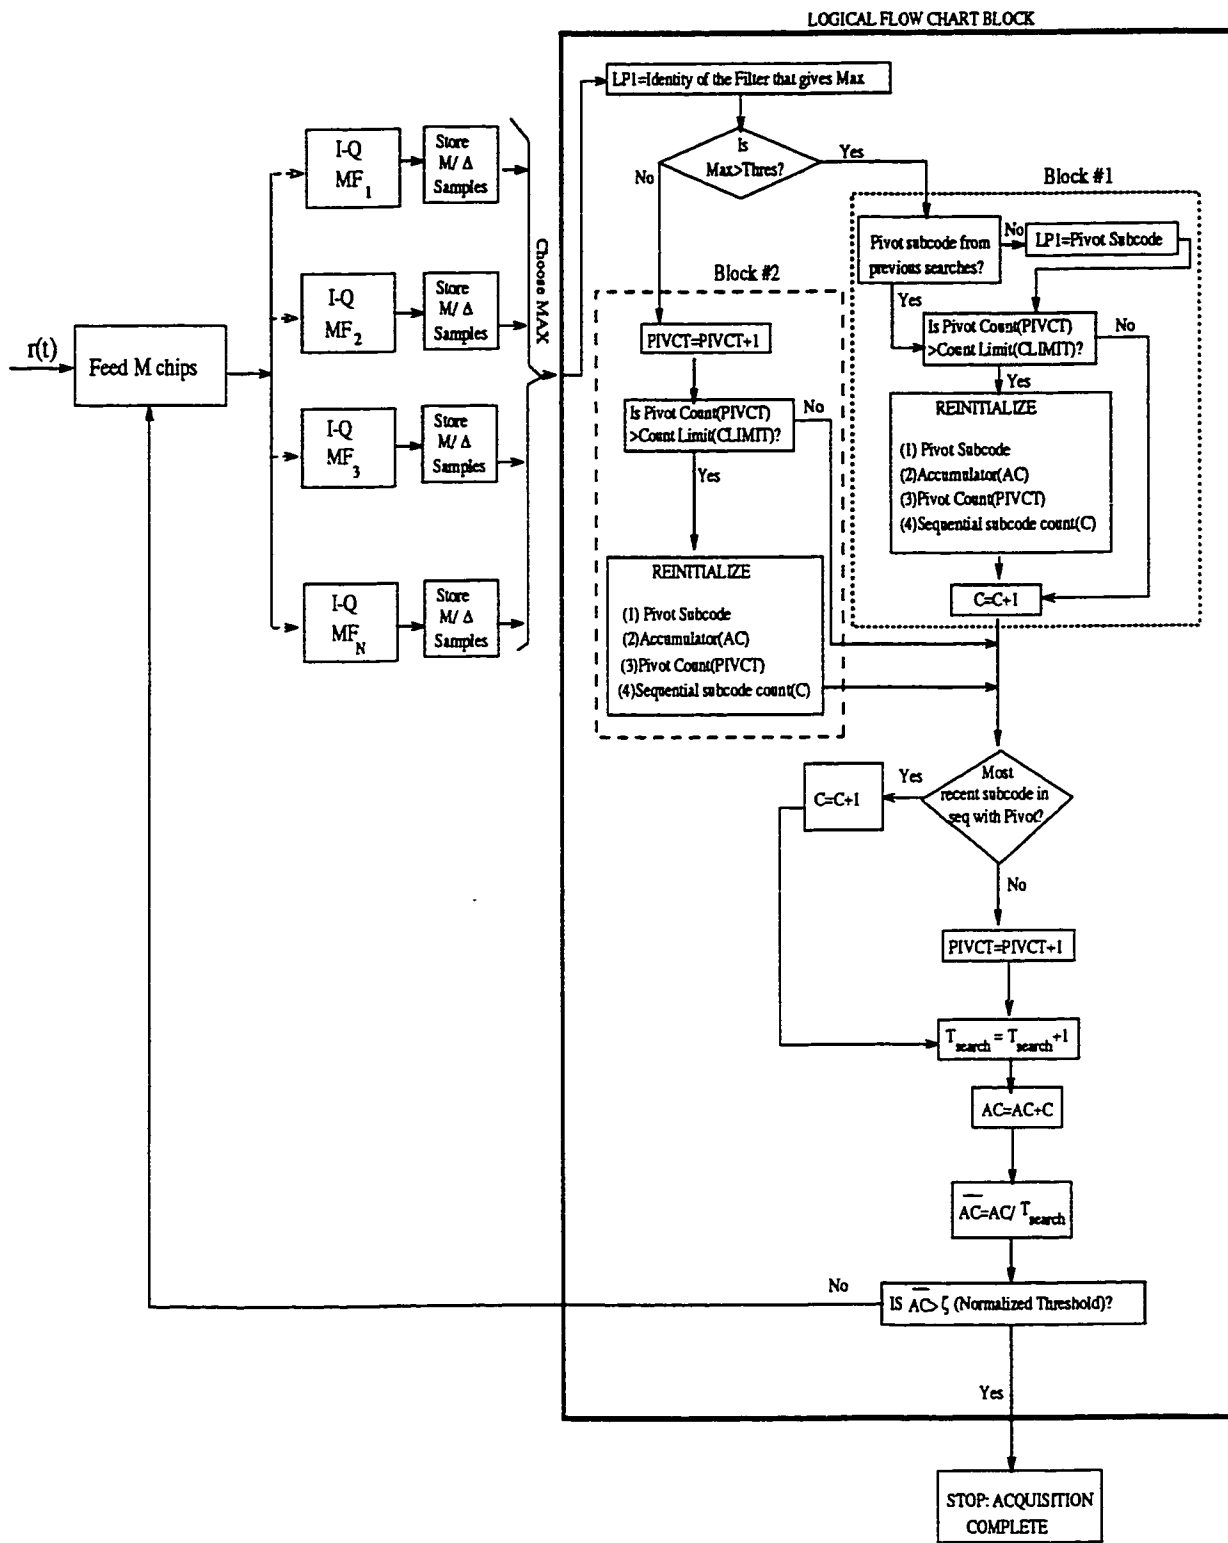 LOGICAL FLOW CHART BLOCK
LP1=Identity of the Filter that gives Max
Is
Max>Thres?
Yes
No
Block #1
Pivot subcode from
previous searches?
No
LP1=Pivot Subcode
Yes
Is Pivot Count(PIVCT)
>Count Limit(CLIMIT)?
No
Yes
REINITIALIZE
(1) Pivot Subcode
(2)Accumulator(AC)
(3)Pivot Count(PIVCT)
(4)Sequential subcode count(C)
C=C+1
Block #2
PIVCT=PIVCT+1
Is Pivot Count(PIVCT)
>Count Limit(CLIMIT)?
No
Yes
REINITIALIZE
(1) Pivot Subcode
(2)Accumulator(AC)
(3)Pivot Count(PIVCT)
(4)Sequential subcode count(C)
r(t)
Feed M chips
I-Q
MF1
Store
M/ Δ
Samples
I-Q
MF2
Store
M/ Δ
Samples
I-Q
MF3
Store
M/ Δ
Samples
I-Q
MFN
Store
M/ Δ
Samples
Choose MAX
Most
recent subcode in
seq with Pivot?
Yes
C=C+1
No
PIVCT=PIVCT+1
Tsearch = Tsearch+1
AC=AC+C
A̅C̅=AC/ Tsearch
IS A̅C̅>ζ (Normalized Threshold)?
No
Yes
STOP: ACQUISITION
COMPLETE